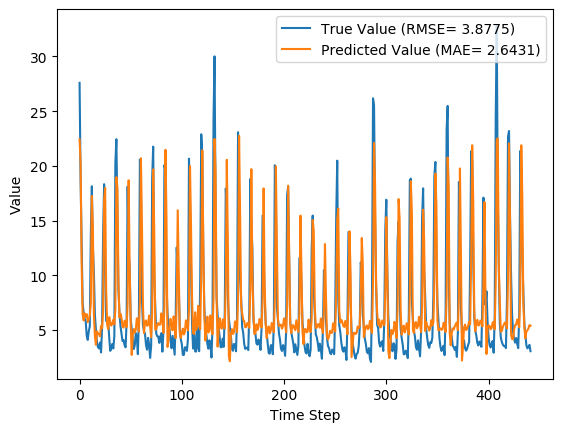 True Value (RMSE= 3.8775)
Predicted Value (MAE= 2.6431)
30
25
20
15
10
5
Value
0
100
200
300
400
Time Step